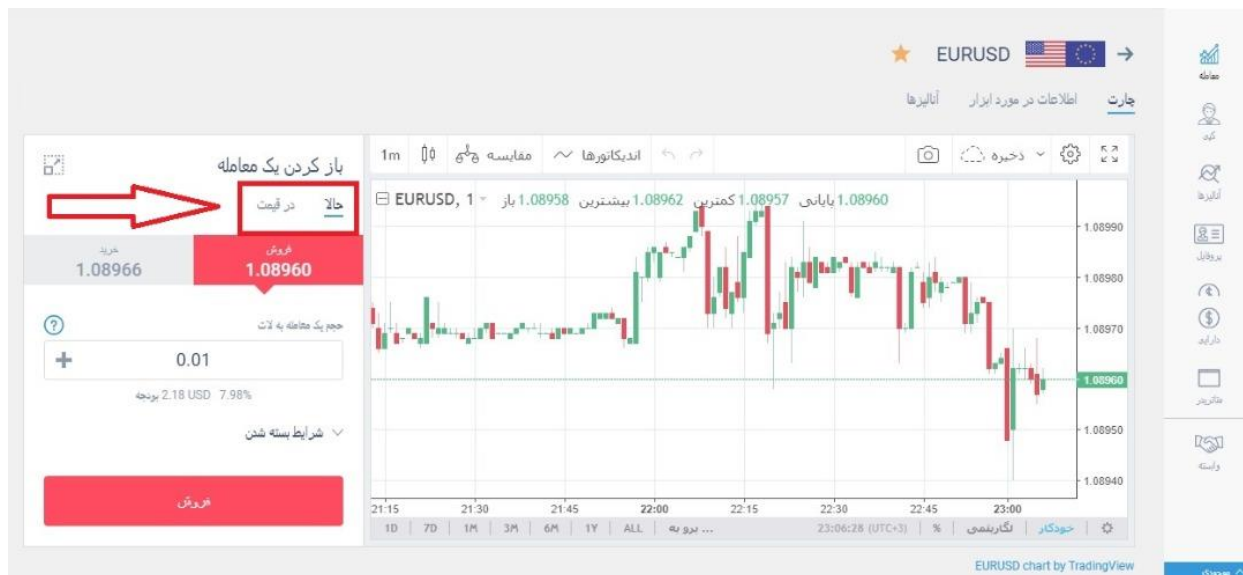 EURUSD
معامله
چارت اطلاعات در مورد ابزار آنالیزها
کپی
باز کردن یک معامله
1m اندیکاتورها مقایسه
ذخیره
حالا در قیمت
EURUSD, 1 باز 1.08958 بیشترین 1.08962 کمترین 1.08957 پایانی 1.08960
آنالیزها
فروش خرید
1.08960
1.08966
پروفایل
1.08990
1.08980
1.08970
1.08960
1.08950
1.08940
حجم یک معامله به لات
0.01
2.18 USD 7.98% بودجه
شرایط بسته شدن
فروش
دارایی
متاتریدر
وابسته
21:15 21:30 21:45 22:00 22:15 22:30 22:45 23:00
1D 7D 1M 3M 6M 1Y ALL برو به ...
23:06:28 (UTC+3) % لگاریتمی خودکار
EURUSD chart by TradingView